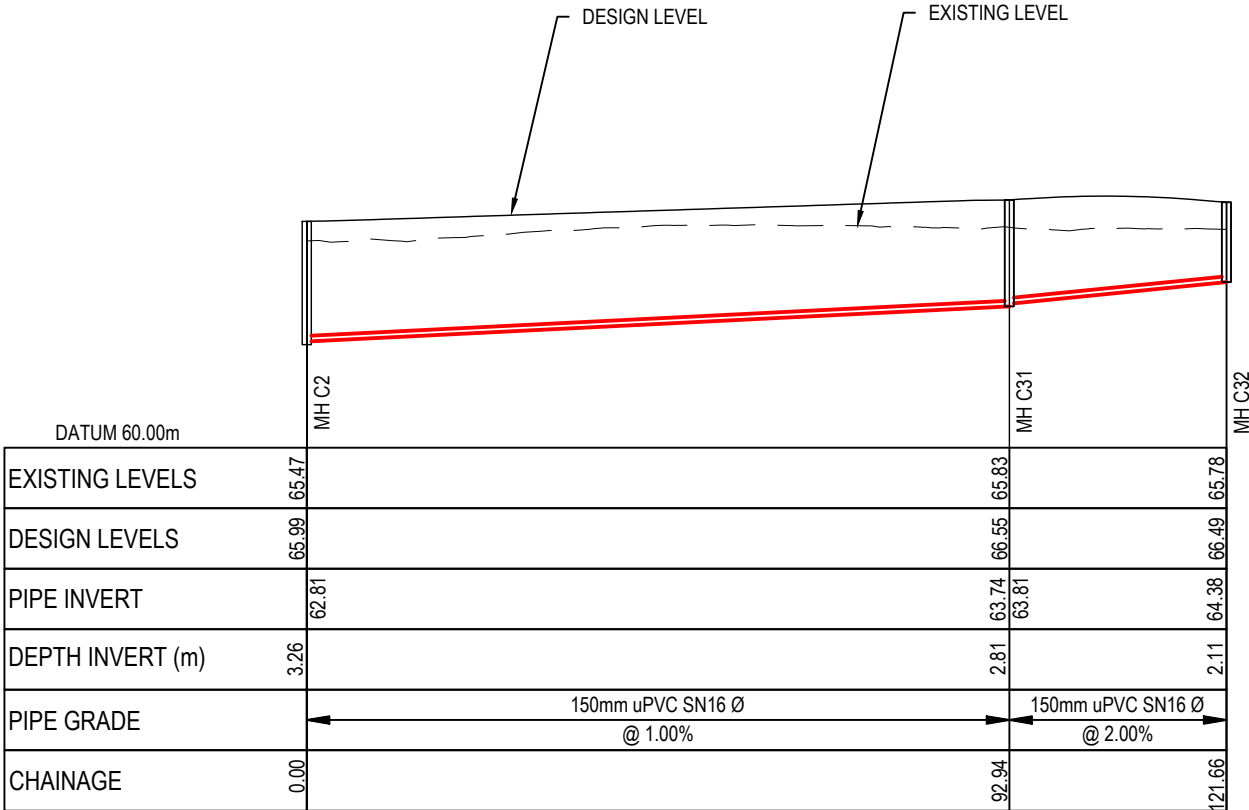 DESIGN LEVEL
EXISTING LEVEL
MH C2
MH C31
MH C32
DATUM 60.00m
EXISTING LEVELS 65.47 65.83 65.78
DESIGN LEVELS 65.99 66.55 66.49
PIPE INVERT 62.81 63.74 63.81 64.38
DEPTH INVERT (m) 3.26 2.81 2.11
PIPE GRADE
150mm uPVC SN16 Ø
@ 1.00%
150mm uPVC SN16 Ø
@ 2.00%
CHAINAGE 0.00 92.94 121.66